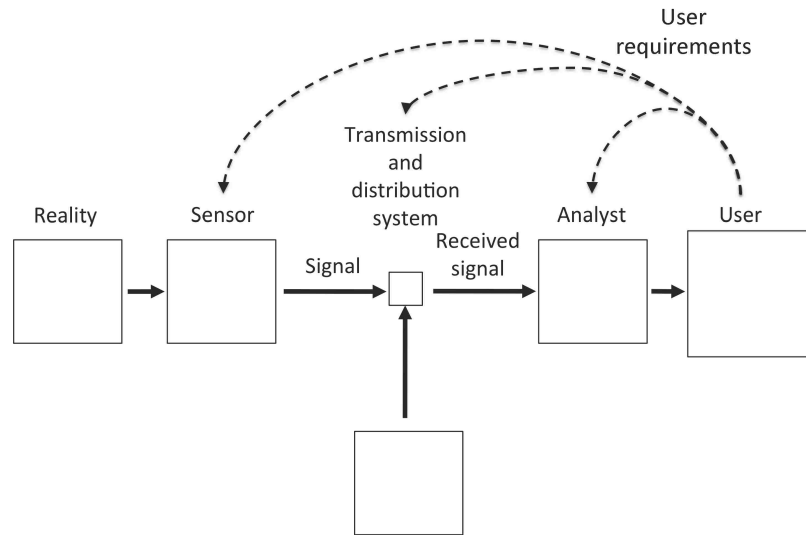 User
requirements
Transmission
and
distribution
system
Reality
Sensor
Analyst
User
Signal
Received
signal